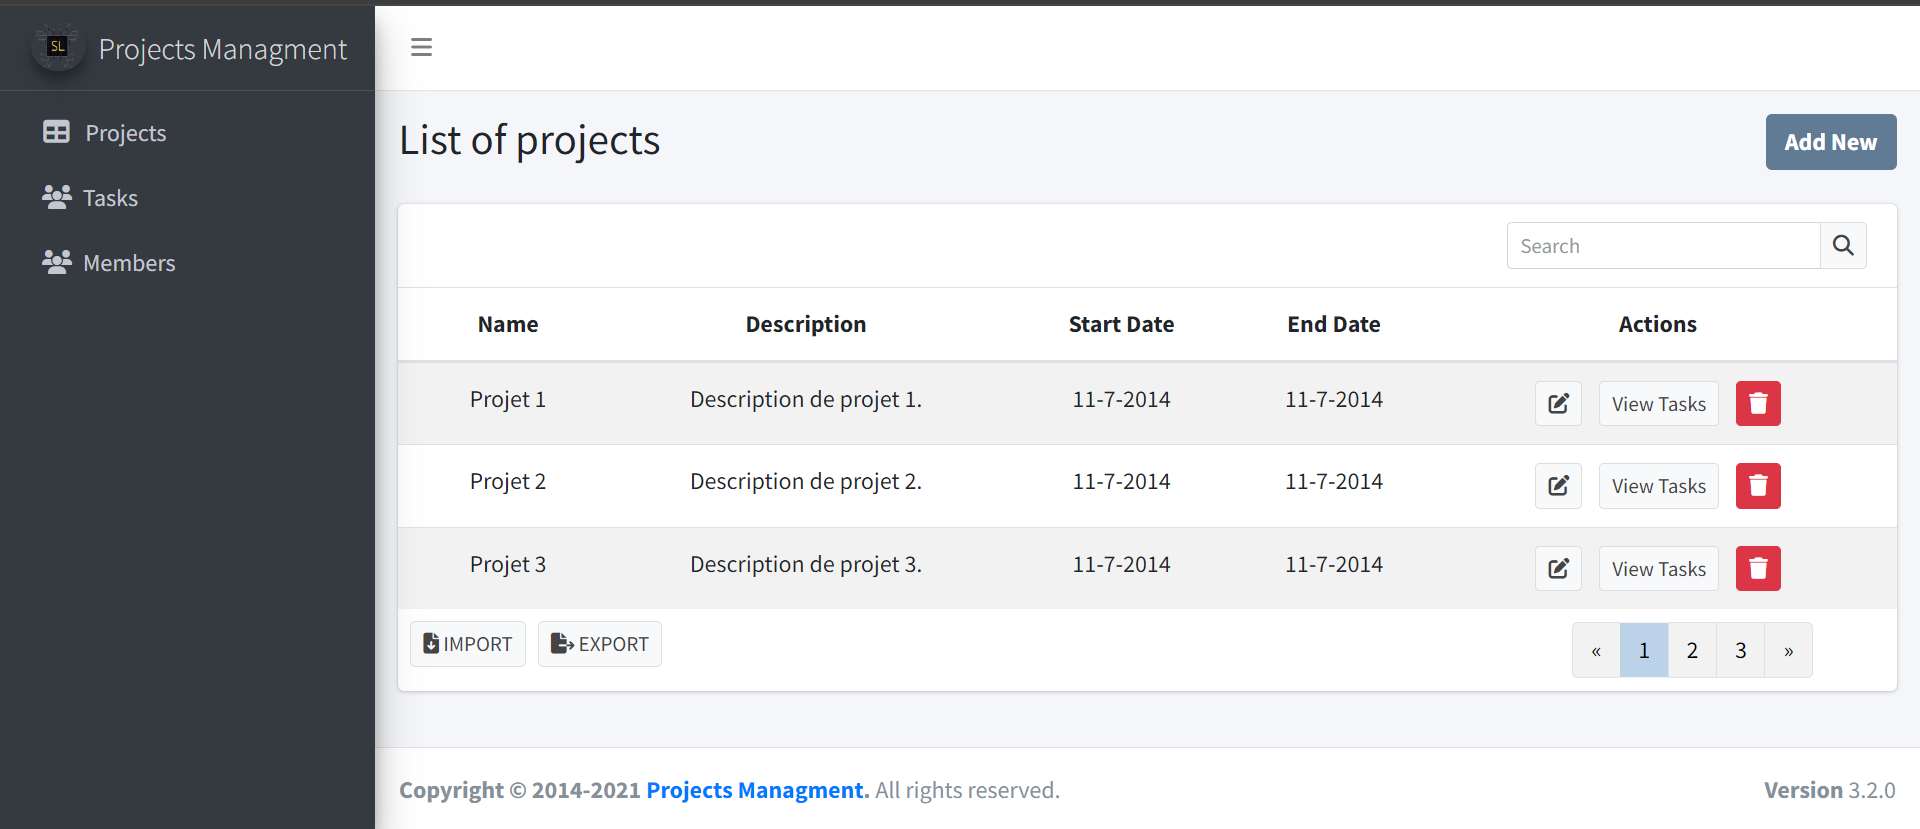 SL
Projects Managment
Projects
Tasks
Members
List of projects
Add New
Search
Name Description Start Date End Date Actions
Projet 1 Description de projet 1. 11-7-2014 11-7-2014 View Tasks
Projet 2 Description de projet 2. 11-7-2014 11-7-2014 View Tasks
Projet 3 Description de projet 3. 11-7-2014 11-7-2014 View Tasks
IMPORT EXPORT « 1 2 3 »
Copyright © 2014-2021 Projects Managment. All rights reserved. Version 3.2.0